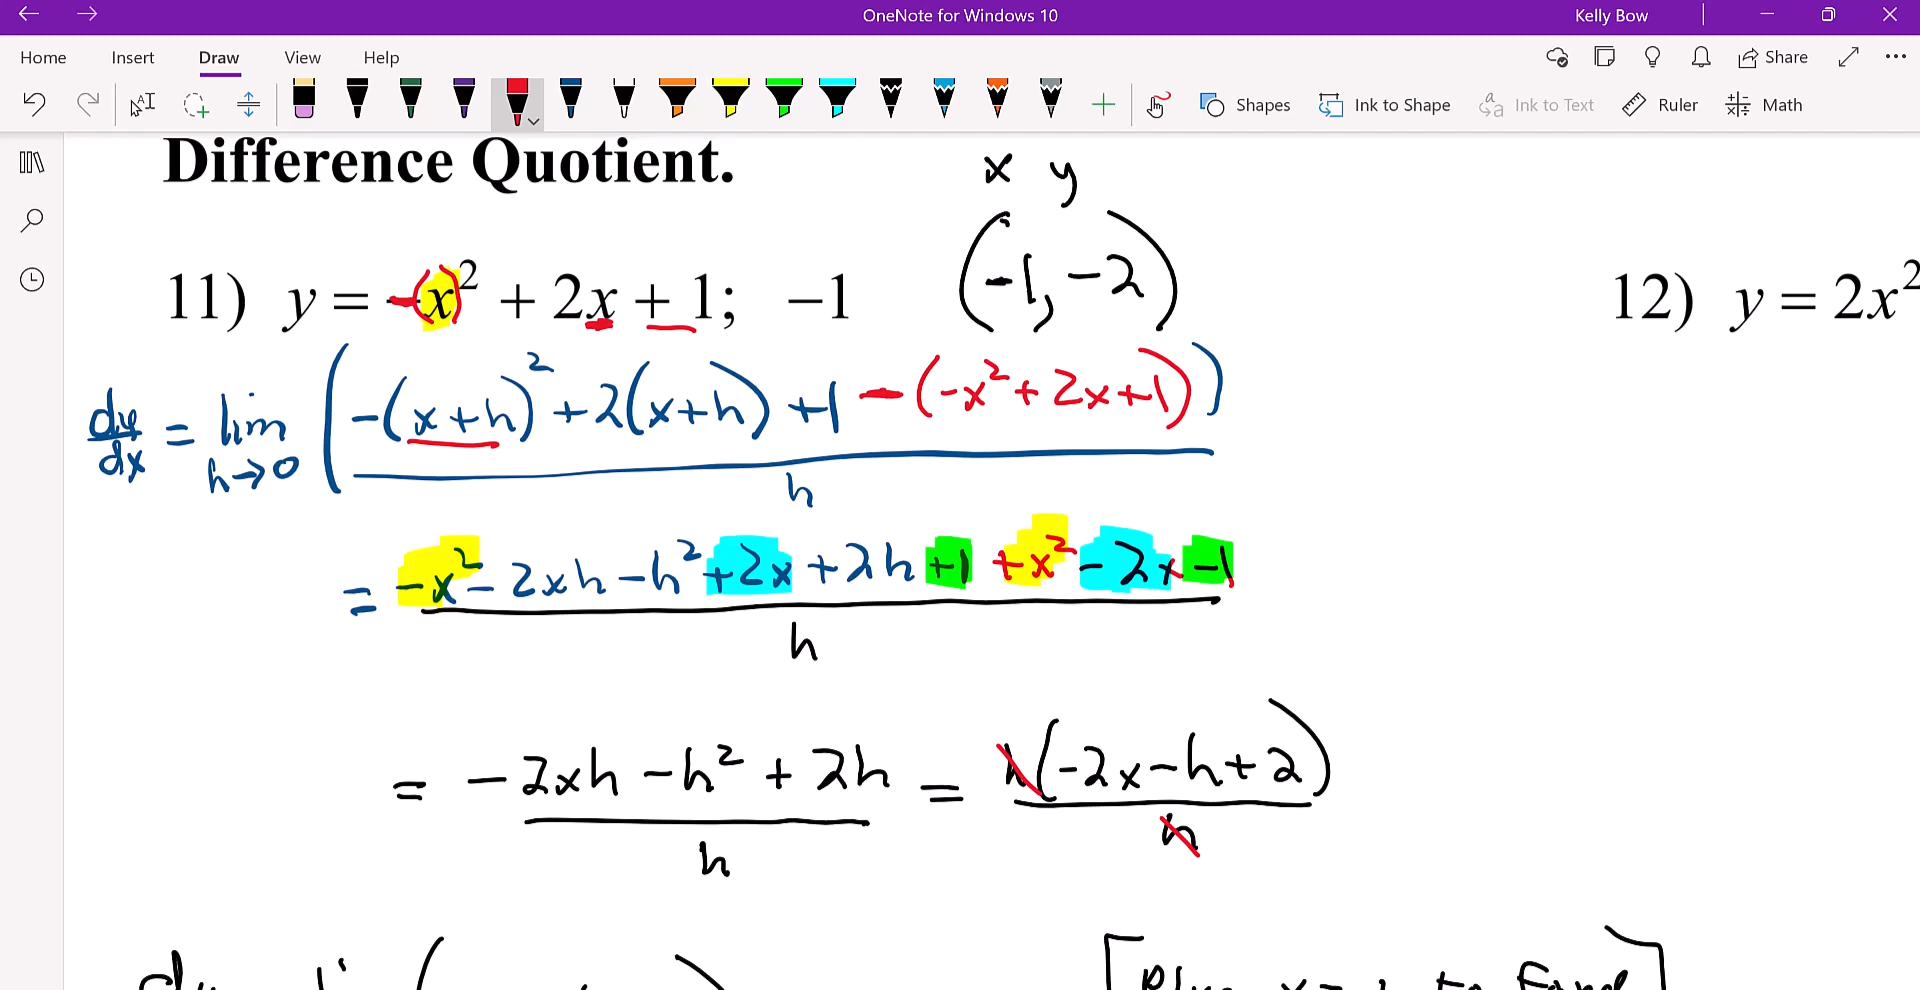 OneNote for Windows 10
Kelly Bow
Home Insert Draw View Help Share
Shapes Ink to Shape Ink to Text Ruler Math
Difference Quotient.
x y
11) y = -(x)² + 2x + 1; −1 (-1, -2) 12) y = 2x²
dy/dx = lim h→0 (-(x+h)² + 2(x+h) + 1 - (-x² + 2x + 1))
h
= -x² - 2xh - h² + 2x + 2h + 1 + x² - 2x - 1
h
= -2xh - h² + 2h = h(-2x - h + 2)
h h